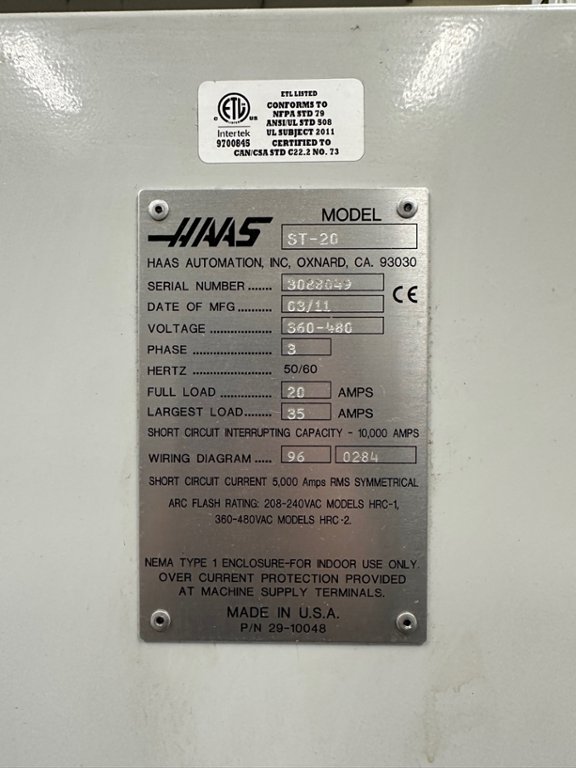 ETL LISTED
CONFORMS TO
NFPA STD 79
ANSI/UL STD 508
UL SUBJECT 2011
CERTIFIED TO
CAN/CSA STD C22.2 NO. 73
C ETL US
Intertek
9700845
HAAS
MODEL
ST-20
HAAS AUTOMATION, INC, OXNARD, CA. 93030
SERIAL NUMBER .......
DATE OF MFG ............ 03/11
CE
VOLTAGE ................ 360-480
PHASE ..................... 3
HERTZ ..................... 50/60
FULL LOAD .............. 20 AMPS
LARGEST LOAD........ 35 AMPS
SHORT CIRCUIT INTERRUPTING CAPACITY - 10,000 AMPS
WIRING DIAGRAM ..... 96 0284
SHORT CIRCUIT CURRENT 5,000 Amps RMS SYMMETRICAL
ARC FLASH RATING: 208-240VAC MODELS HRC-1,
360-480VAC MODELS HRC-2.
NEMA TYPE 1 ENCLOSURE-FOR INDOOR USE ONLY
OVER CURRENT PROTECTION PROVIDED
AT MACHINE SUPPLY TERMINALS.
MADE IN U.S.A.
P/N 29-10048